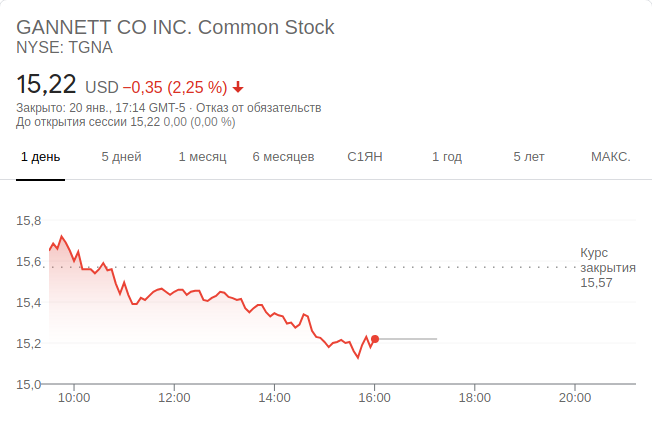 GANNETT CO INC. Common Stock
NYSE: TGNA
15,22 USD −0,35 (2,25 %)
Закрыто: 20 янв., 17:14 GMT-5 · Отказ от обязательств
До открытия сессии 15,22 0,00 (0,00 %)
1 день 5 дней 1 месяц 6 месяцев С1ЯН 1 год 5 лет МАКС.
15,8
15,6
15,4
15,2
15,0
Курс
закрытия
15,57
10:00 12:00 14:00 16:00 18:00 20:00